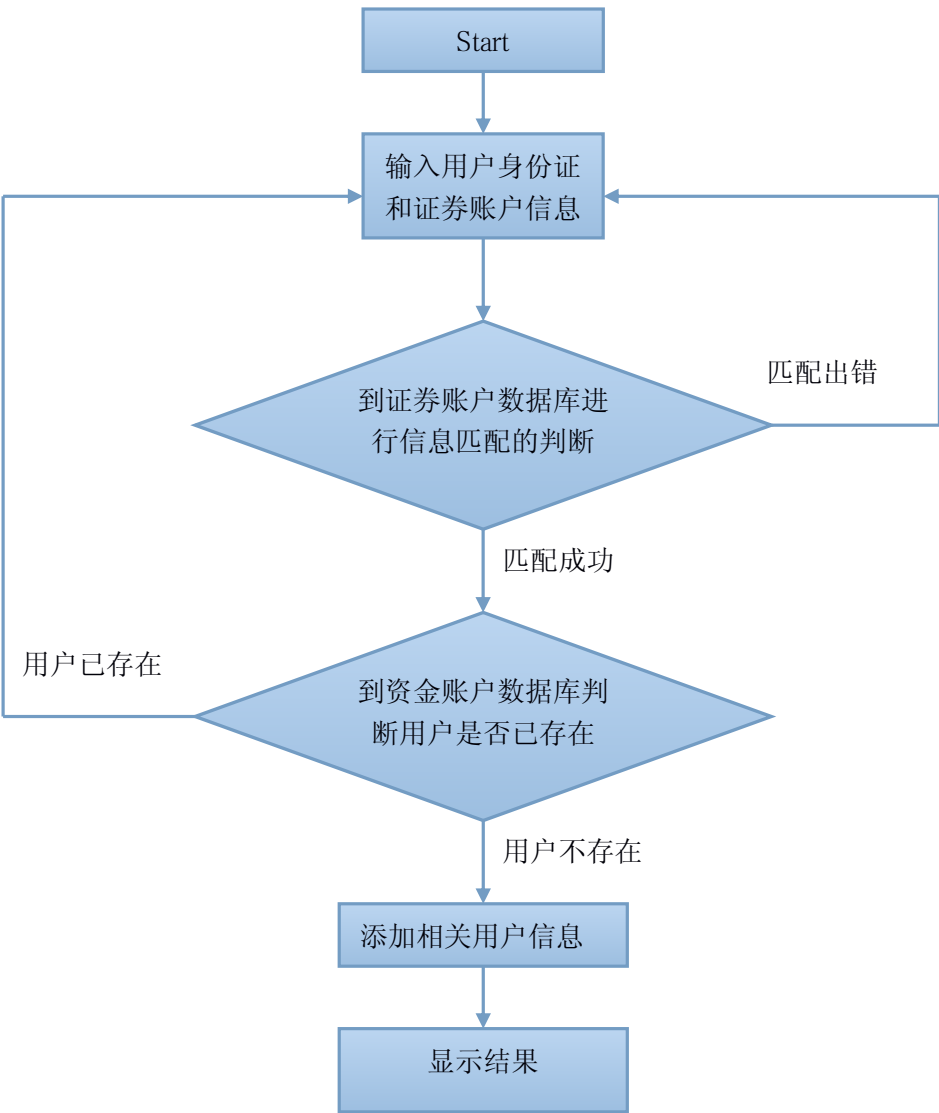 Start
输入用户身份证
和证券账户信息
匹配出错
到证券账户数据库进
行信息匹配的判断
匹配成功
用户已存在
到资金账户数据库判
断用户是否已存在
用户不存在
添加相关用户信息
显示结果